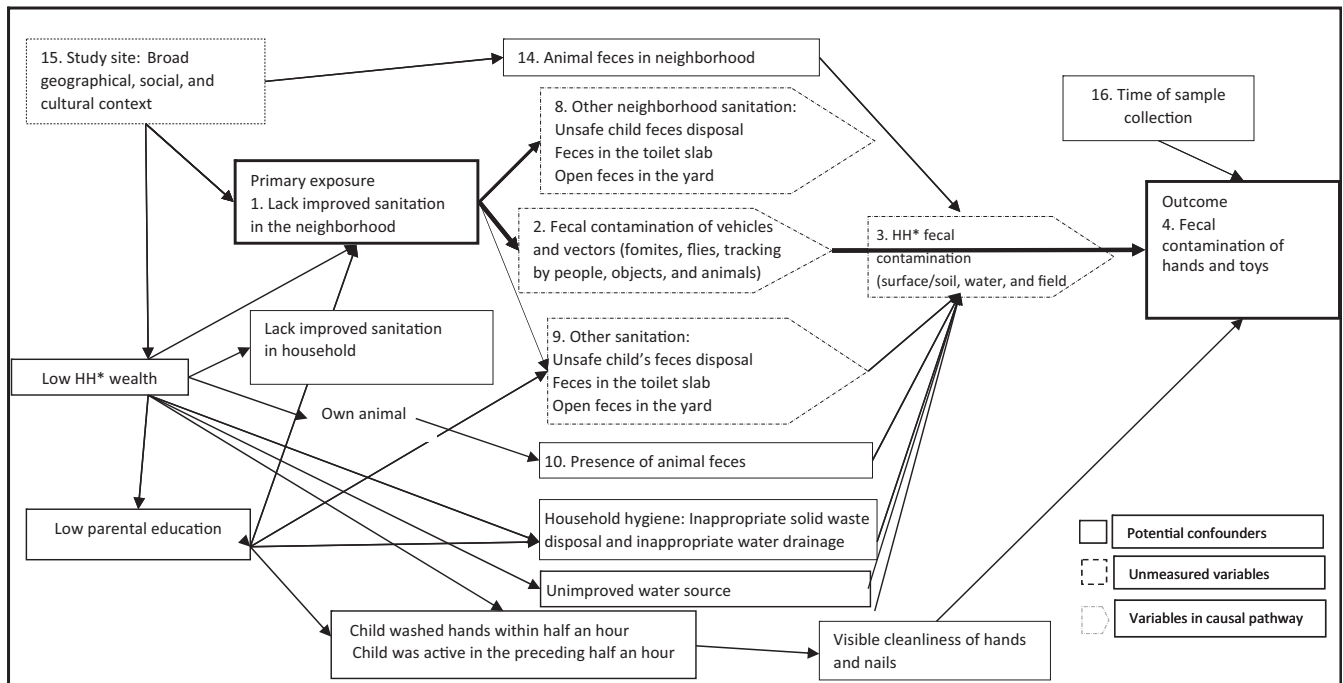 15. Study site: Broad
geographical, social, and
cultural context
14. Animal feces in neighborhood
16. Time of sample
collection
8. Other neighborhood sanitation:
Unsafe child feces disposal
Feces in the toilet slab
Open feces in the yard
Primary exposure
1. Lack improved sanitation
in the neighborhood
2. Fecal contamination of vehicles
and vectors (fomites, flies, tracking
by people, objects, and animals)
3. HH* fecal
contamination
(surface/soil, water, and field
Outcome
4. Fecal
contamination of
hands and toys
Lack improved sanitation
in household
9. Other sanitation:
Unsafe child's feces disposal
Feces in the toilet slab
Open feces in the yard
Low HH* wealth
Own animal
10. Presence of animal feces
Low parental education
Household hygiene: Inappropriate solid waste
disposal and inappropriate water drainage
Unimproved water source
Child washed hands within half an hour
Child was active in the preceding half an hour
Visible cleanliness of hands
and nails
Potential confounders
Unmeasured variables
Variables in causal pathway